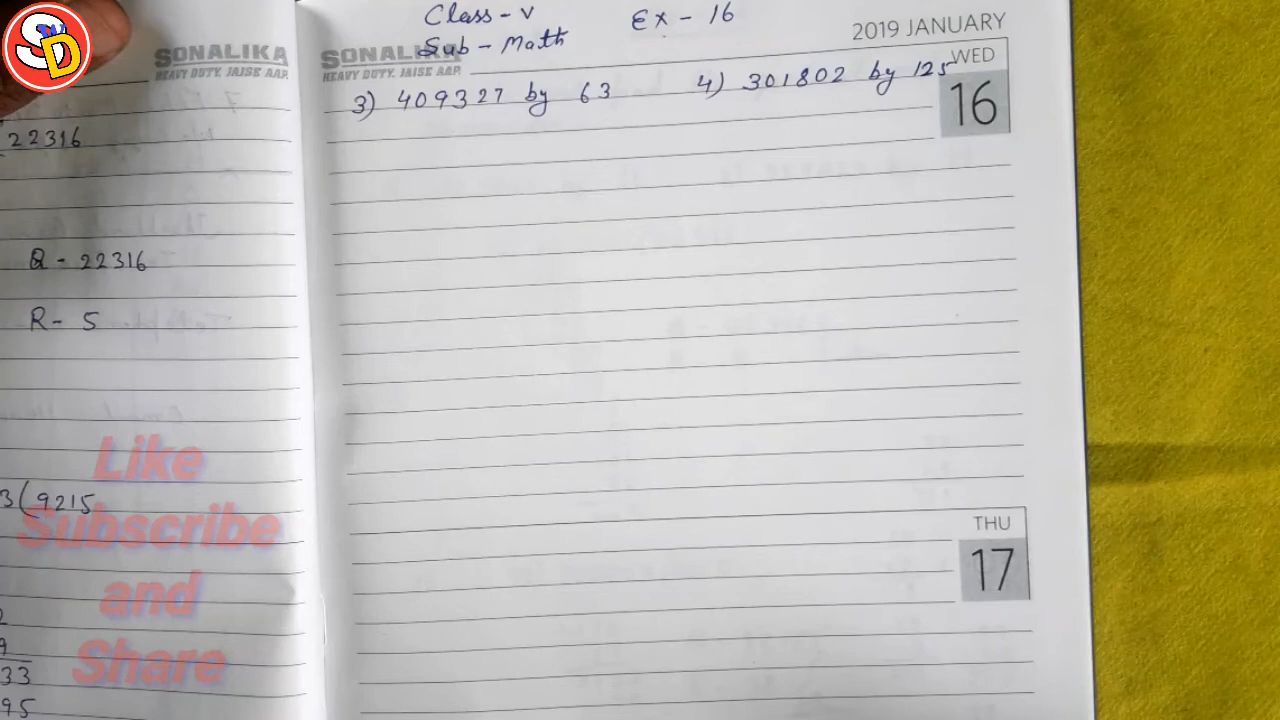 SD
SONALIKA
HEAVY DUTY. JAISE AAP.
22316
Q - 22316
R - 5
3(9215
9
33
95
Like
Subscribe
and
Share
Class - V
Ex - 16
Sub - Math
SONALIKA
HEAVY DUTY. JAISE AAP.
2019 JANUARY
WED
16
3) 409327 by 63
4) 301802 by 125
THU
17